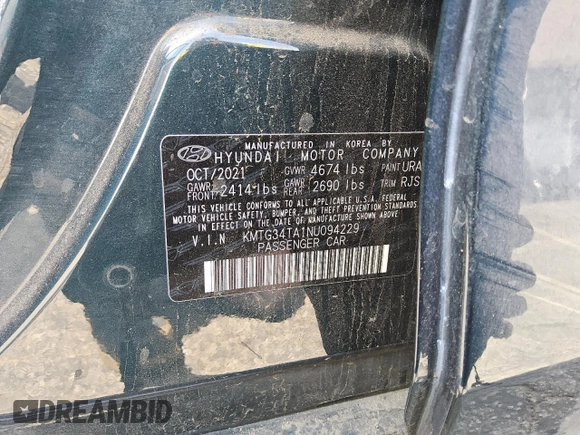 MANUFACTURED IN KOREA BY
HYUNDAI MOTOR COMPANY
OCT/2021 GVWR 4674 lbs PAINT URA
GAWR FRONT 2414 lbs GAWR REAR 2690 lbs TRIM RJS
THIS VEHICLE CONFORMS TO ALL APPLICABLE U.S.A. FEDERAL
MOTOR VEHICLE SAFETY, BUMPER, AND THEFT PREVENTION
STANDARDS IN EFFECT ON THE DATE OF MANUFACTURE SHOWN
ABOVE.
V.I.N KMTG34TA1NU094229
PASSENGER CAR
DREAMBID